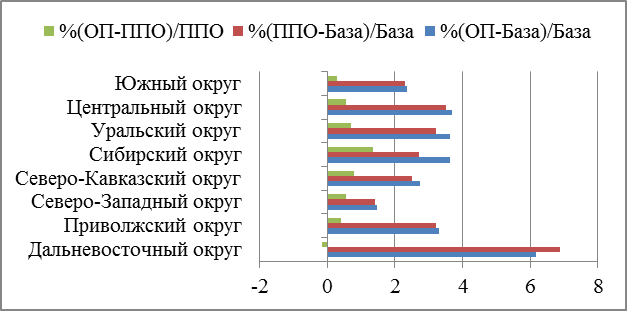 %(ОП-ППО)/ППО %(ППО-База)/База %(ОП-База)/База
Южный округ
Центральный округ
Уральский округ
Сибирский округ
Северо-Кавказский округ
Северо-Западный округ
Приволжский округ
Дальневосточный округ
-2 0 2 4 6 8